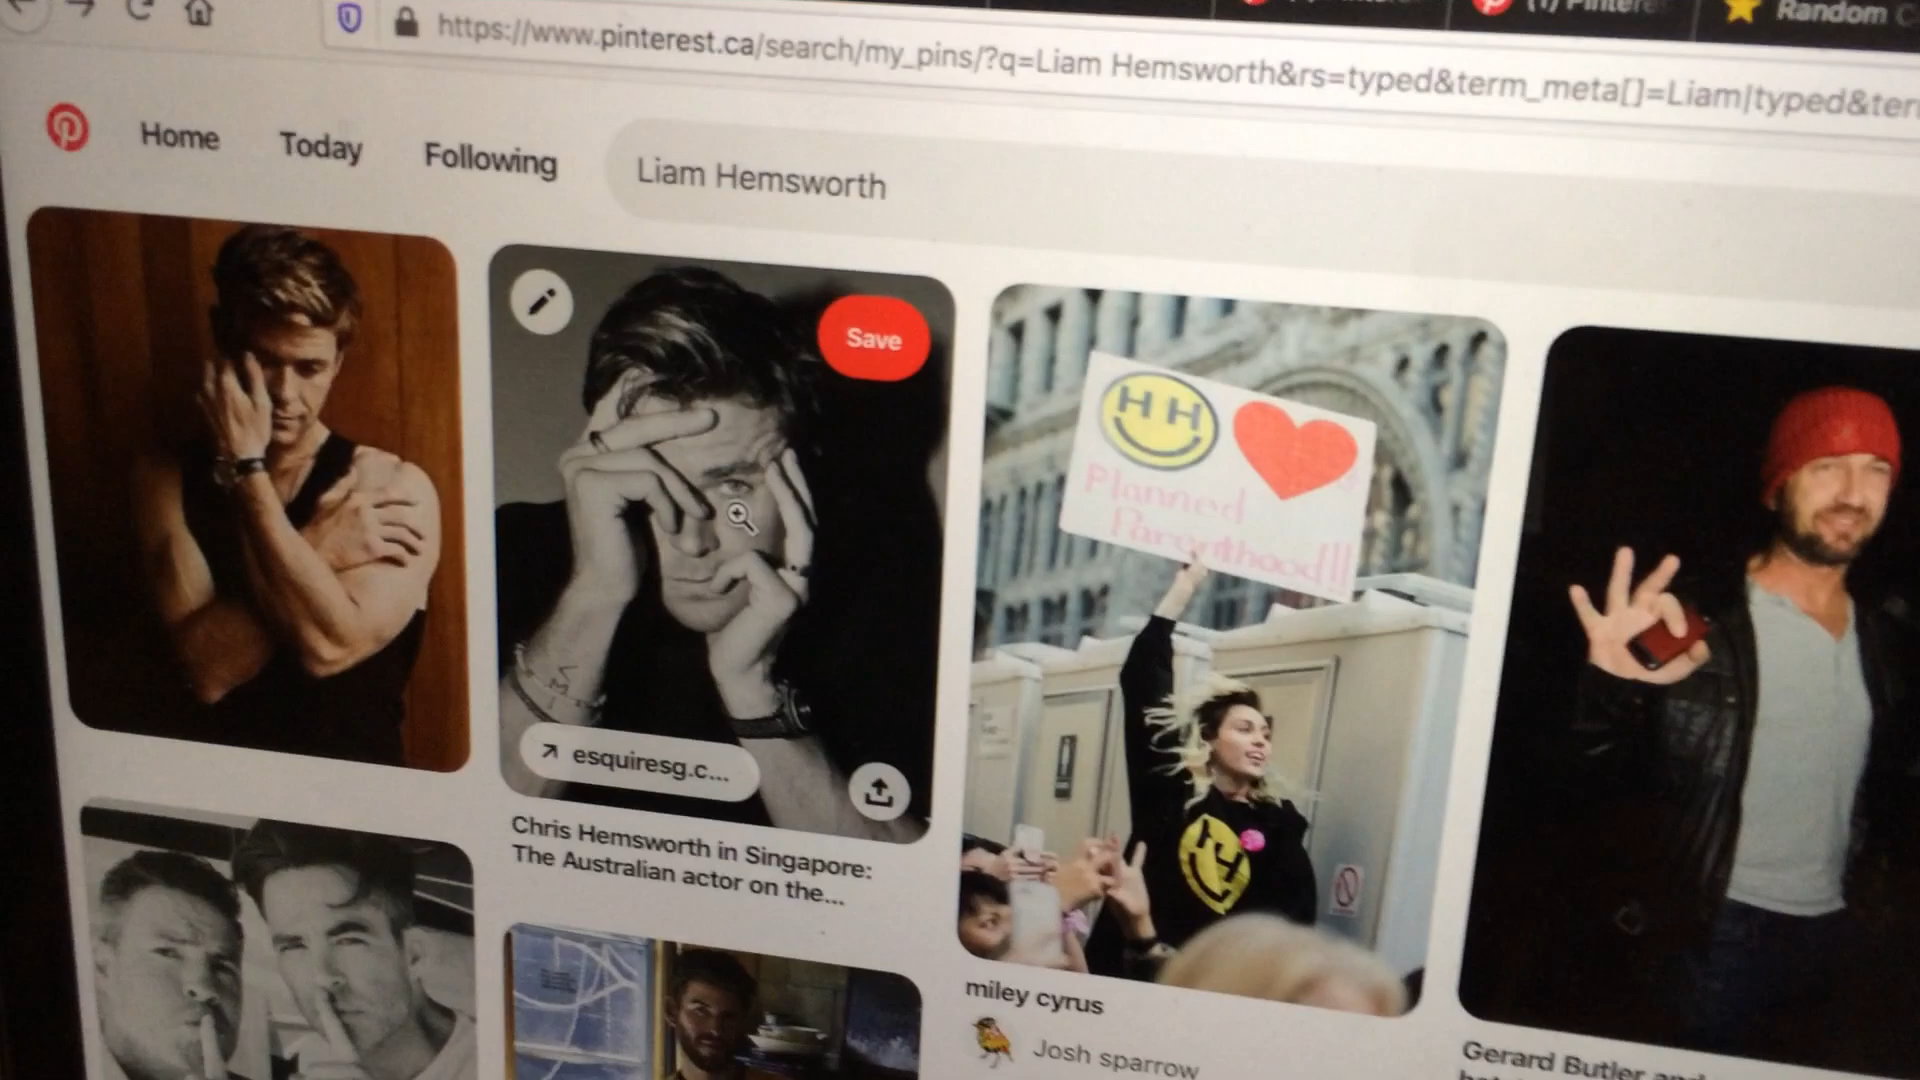 Random
https://www.pinterest.ca/search/my_pins/?q=Liam Hemsworth&rs=typed&term_meta[]=Liam|typed&ter
Home
Today
Following
Liam Hemsworth
Save
HH
Planned
Parenthood!!
esquiresg.c...
Chris Hemsworth in Singapore:
The Australian actor on the...
miley cyrus
Josh sparrow
Gerard Butler and